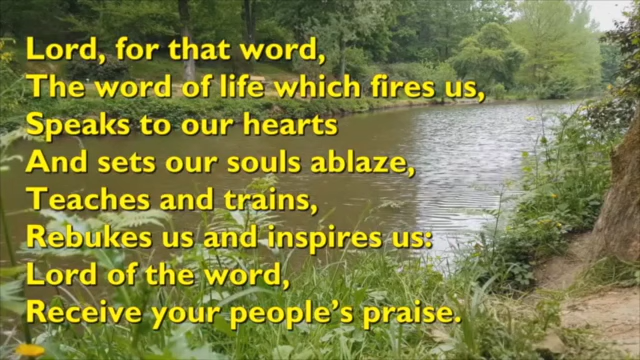 Lord, for that word,
The word of life which fires us,
Speaks to our hearts
And sets our souls ablaze,
Teaches and trains,
Rebukes us and inspires us:
Lord of the word,
Receive your people’s praise.